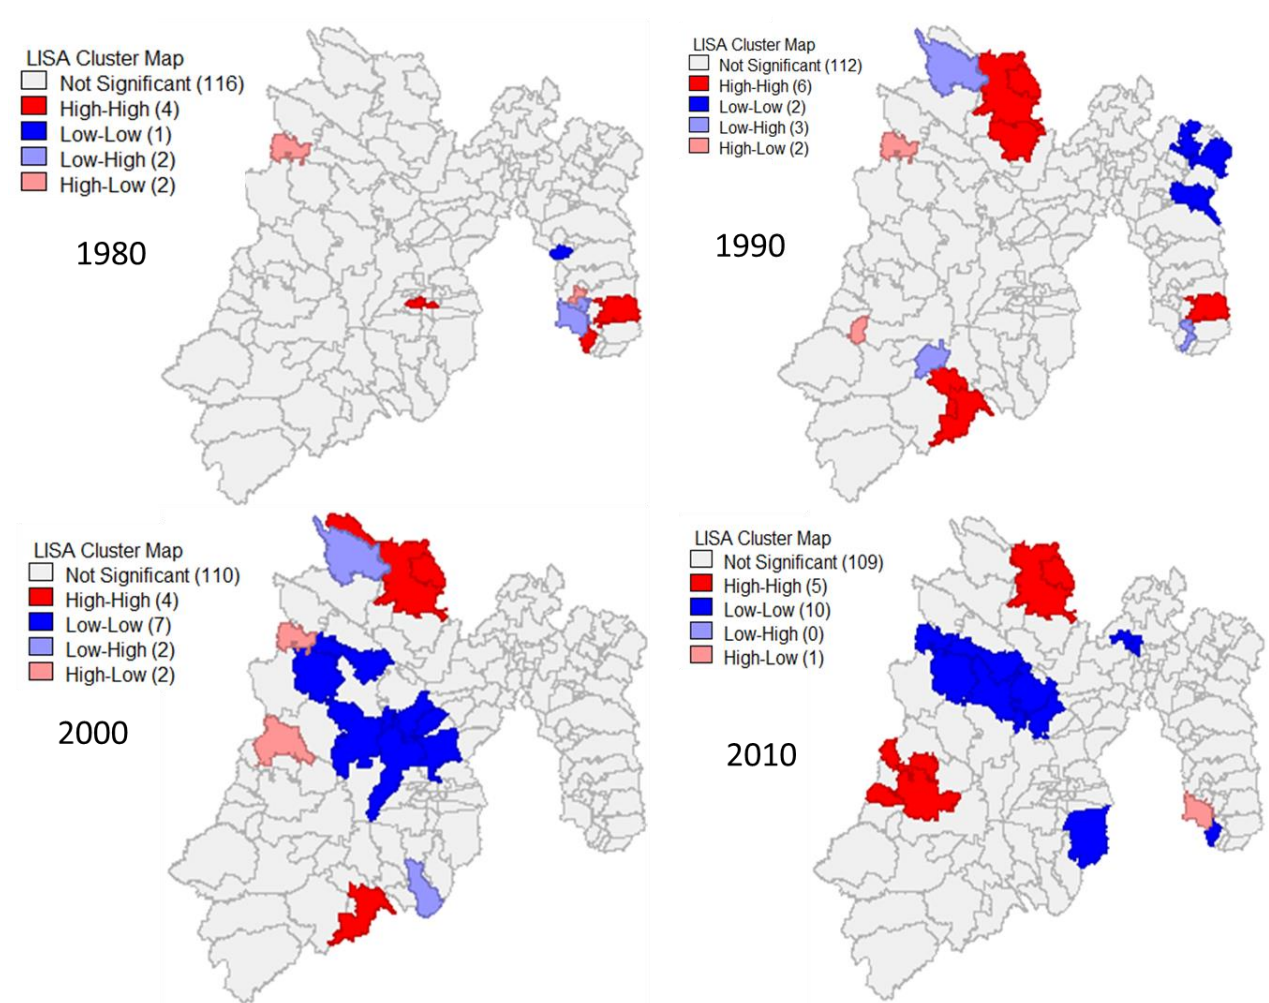 LISA Cluster Map
Not Significant (116)
High-High (4)
Low-Low (1)
Low-High (2)
High-Low (2)
1980
LISA Cluster Map
Not Significant (112)
High-High (6)
Low-Low (2)
Low-High (3)
High-Low (2)
1990
LISA Cluster Map
Not Significant (110)
High-High (4)
Low-Low (7)
Low-High (2)
High-Low (2)
2000
LISA Cluster Map
Not Significant (109)
High-High (5)
Low-Low (10)
Low-High (0)
High-Low (1)
2010